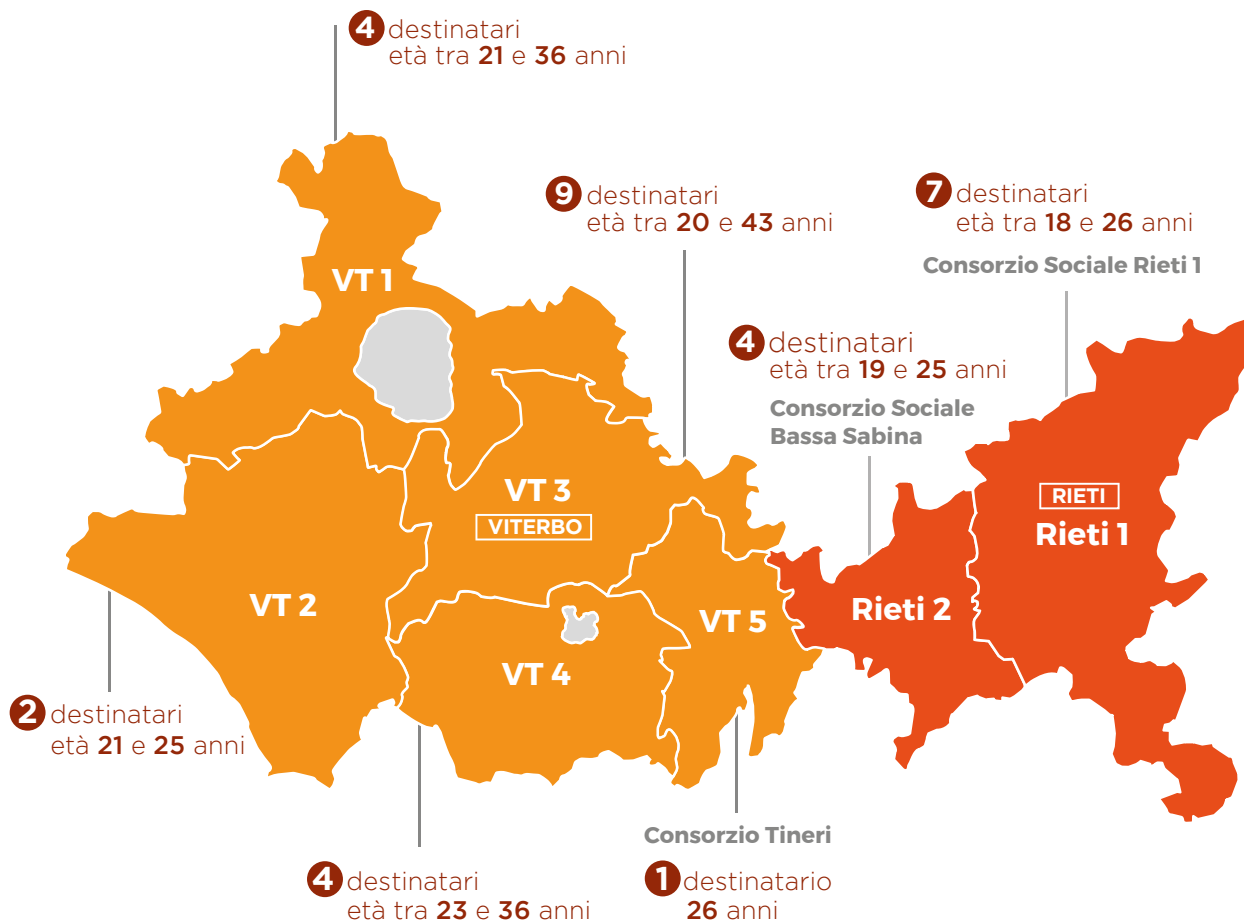 4 destinatari
età tra 21 e 36 anni
9 destinatari
età tra 20 e 43 anni
7 destinatari
età tra 18 e 26 anni
Consorzio Sociale Rieti 1
VT 1
4 destinatari
età tra 19 e 25 anni
Consorzio Sociale
Bassa Sabina
VT 3
VITERBO
RIETI
Rieti 1
VT 2
VT 5
Rieti 2
VT 4
2 destinatari
età 21 e 25 anni
Consorzio Tineri
4 destinatari
età tra 23 e 36 anni
1 destinatario
26 anni